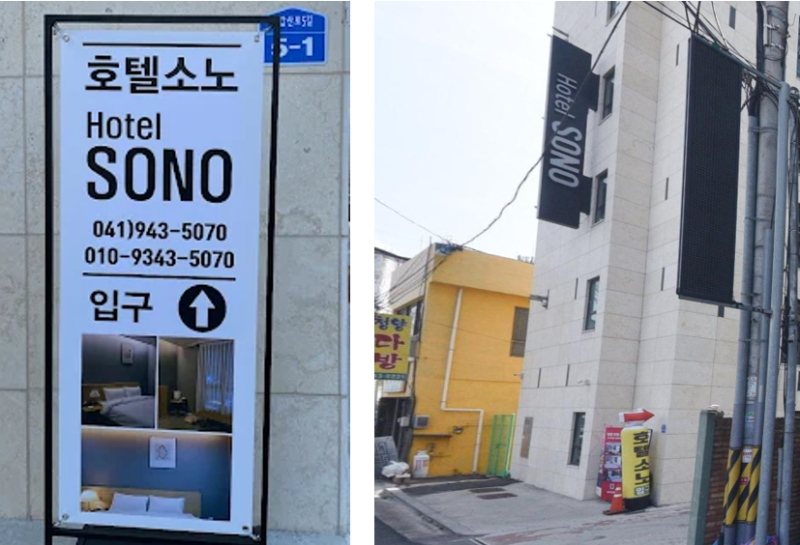 5-1
호텔소노
Hotel
SONO
041)943-5070
010-9343-5070
입구
Hotel SONO
다
방
호텔소노